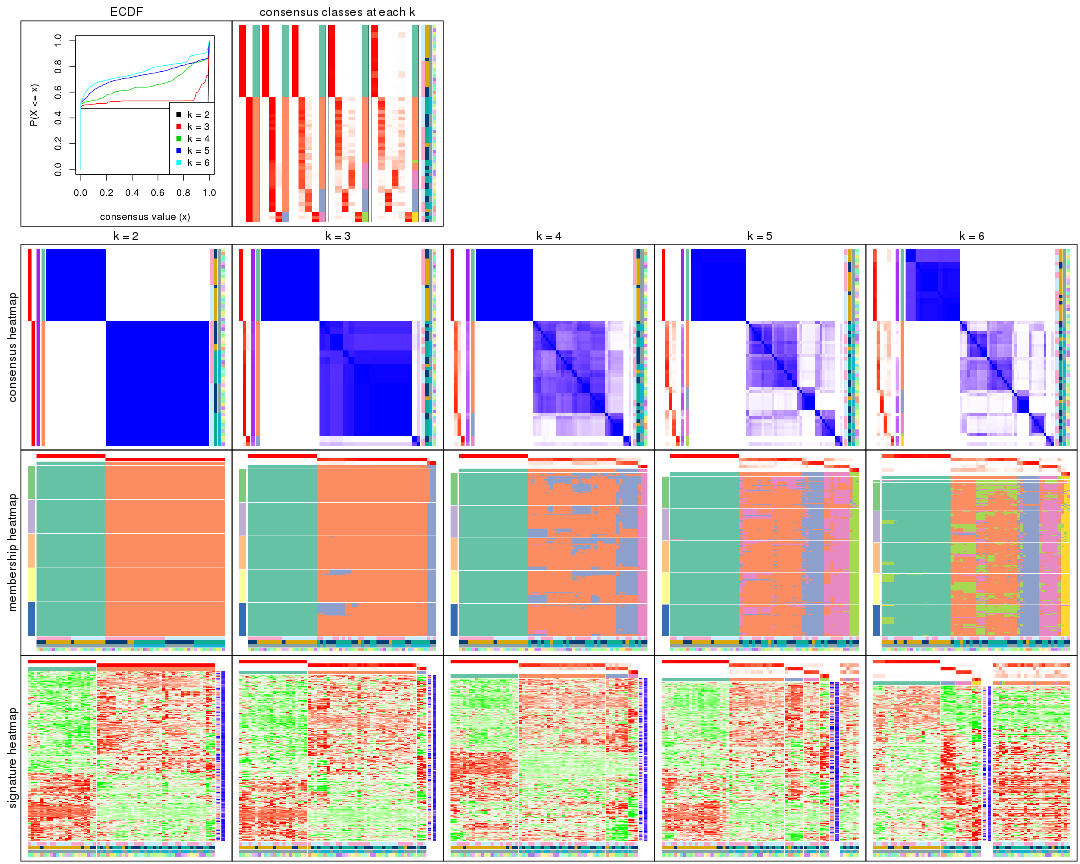 ECDF
consensus classes at each k
P(X <= x)
0.0 0.2 0.4 0.6 0.8 1.0
k = 2
k = 3
k = 4
k = 5
k = 6
0.0 0.2 0.4 0.6 0.8 1.0
consensus value (x)
k = 2
k = 3
k = 4
k = 5
k = 6
consensus heatmap
membership heatmap
signature heatmap